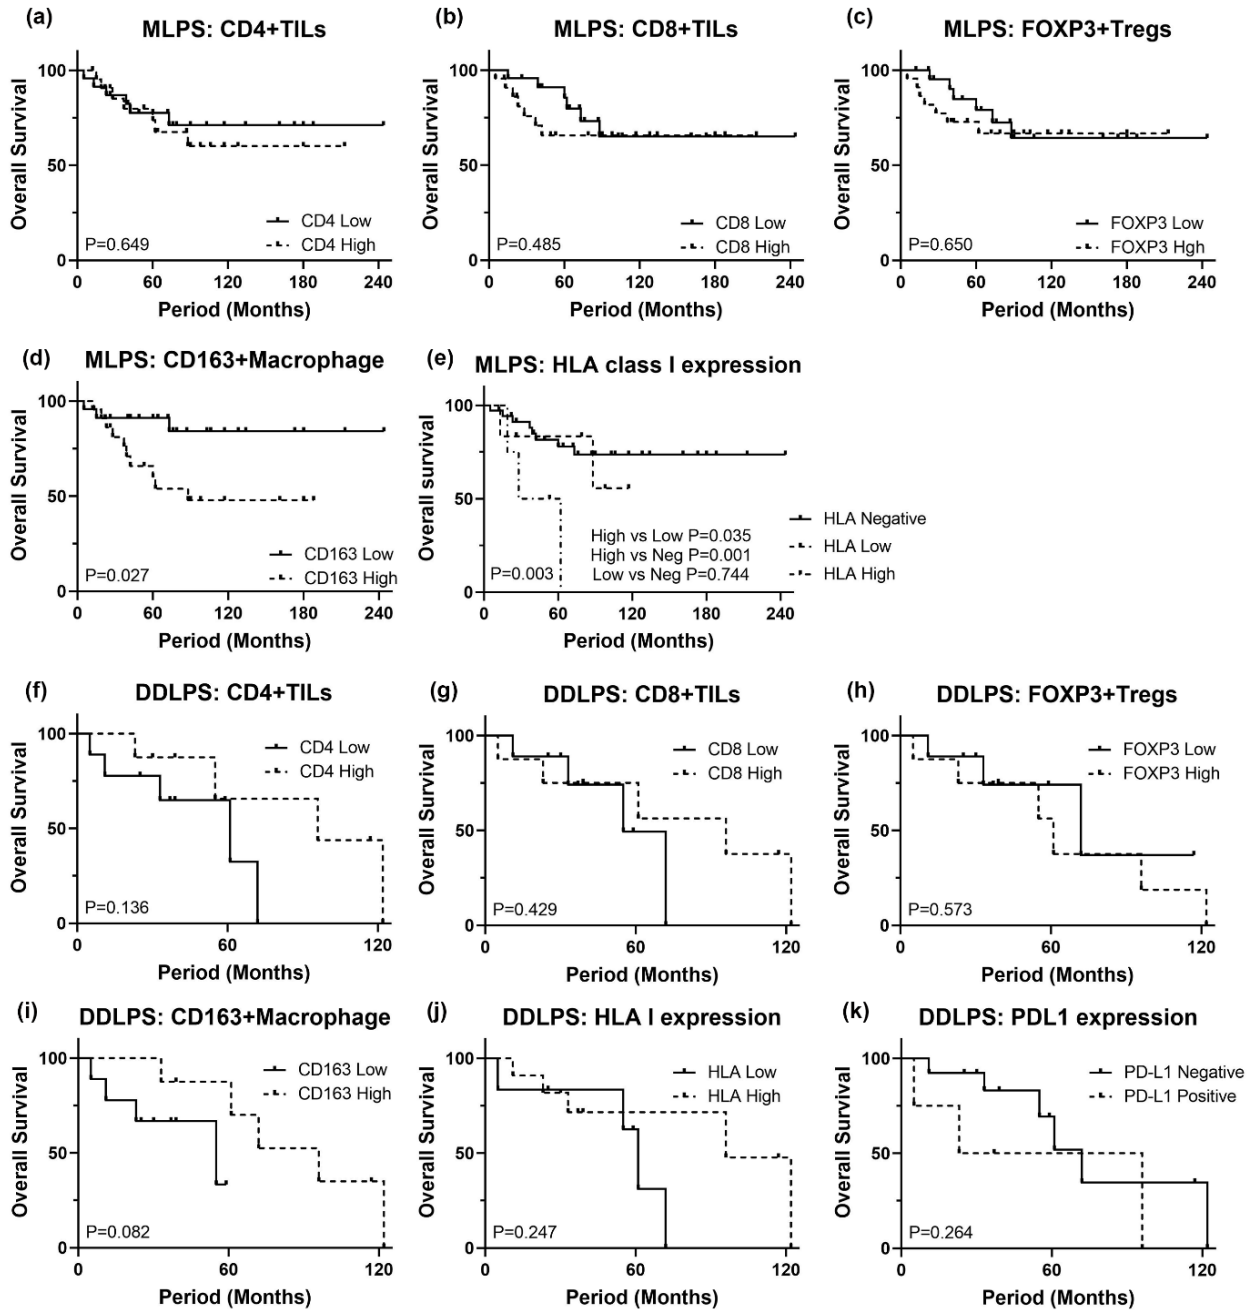 (a)
MLPS: CD4+TILs
Overall Survival
100
50
0
CD4 Low
CD4 High
P=0.649
0 60 120 180 240
Period (Months)
(b)
MLPS: CD8+TILs
Overall Survival
100
50
0
CD8 Low
CD8 High
P=0.485
0 60 120 180 240
Period (Months)
(c)
MLPS: FOXP3+Tregs
Overall Survival
100
50
0
FOXP3 Low
FOXP3 Hgh
P=0.650
0 60 120 180 240
Period (Months)
(d)
MLPS: CD163+Macrophage
Overall Survival
100
50
0
CD163 Low
CD163 High
P=0.027
0 60 120 180 240
Period (Months)
(e)
MLPS: HLA class I expression
Overall survival
100
50
0
High vs Low P=0.035
High vs Neg P=0.001
Low vs Neg P=0.744
P=0.003
HLA Negative
HLA Low
HLA High
0 60 120 180 240
Period (Months)
(f)
DDLPS: CD4+TILs
Overall Survival
100
50
0
CD4 Low
CD4 High
P=0.136
0 60 120
Period (Months)
(g)
DDLPS: CD8+TILs
Overall Survival
100
50
0
CD8 Low
CD8 High
P=0.429
0 60 120
Period (Months)
(h)
DDLPS: FOXP3+Tregs
Overall Survival
100
50
0
FOXP3 Low
FOXP3 High
P=0.573
0 60 120
Period (Months)
(i)
DDLPS: CD163+Macrophage
Overall Survival
100
50
0
CD163 Low
CD163 High
P=0.082
0 60 120
Period (Months)
(j)
DDLPS: HLA I expression
Overall Survival
100
50
0
HLA Low
HLA High
P=0.247
0 60 120
Period (Months)
(k)
DDLPS: PDL1 expression
Overall Survival
100
50
0
PD-L1 Negative
PD-L1 Positive
P=0.264
0 60 120
Period (Months)